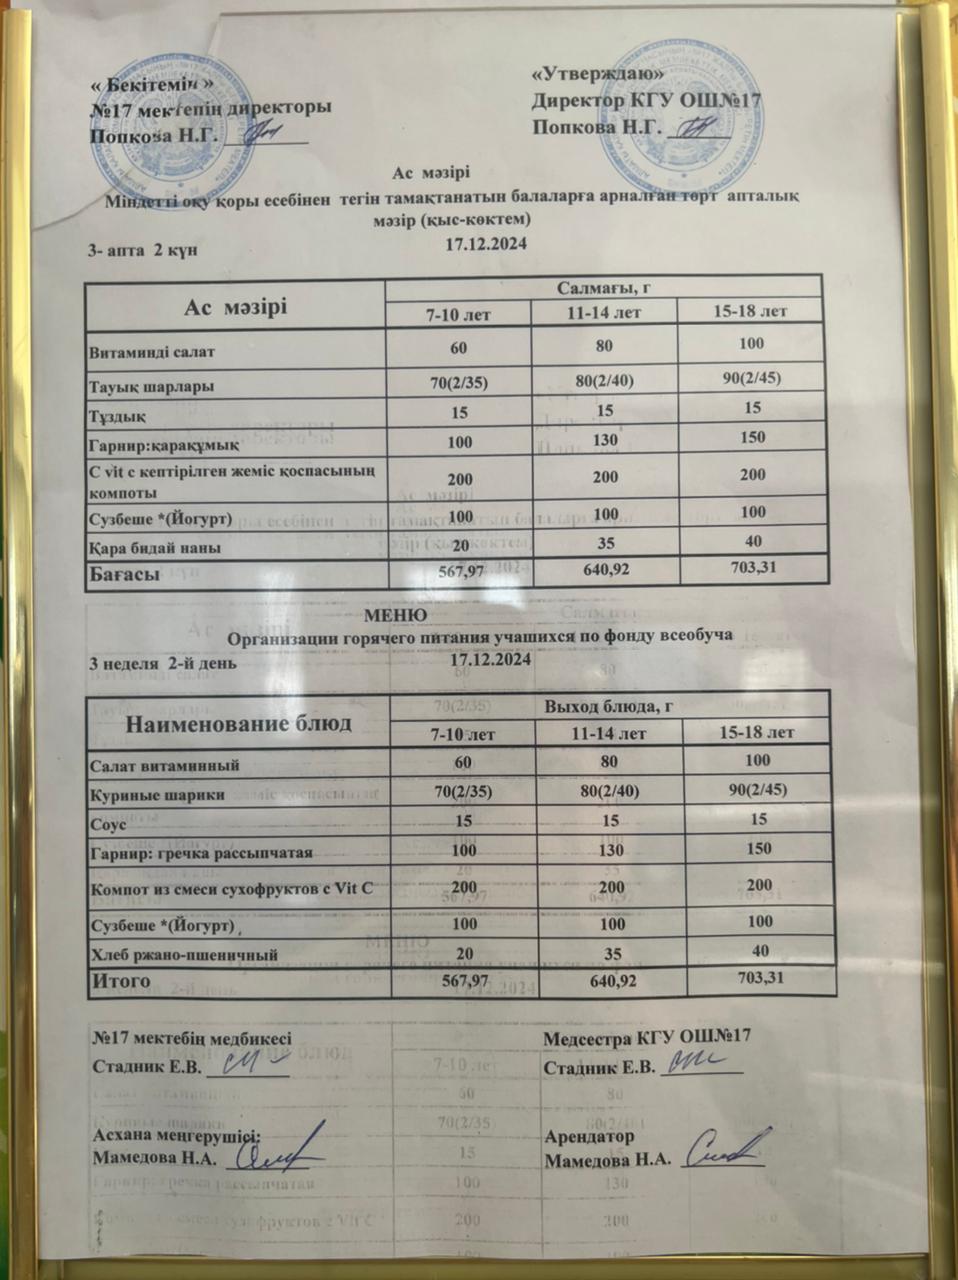 « Бекітемін »
№17 мектепің директоры
Попкова Н.Г.
«Утверждаю»
Директор КГУ ОШ№17
Попкова Н.Г.
Ас мәзірі
Міндетті оқу қоры есебінен тегін тамақтанатын балаларға арналған төрт апталық
мәзір (қыс-көктем)
3- апта 2 күн 17.12.2024
Ас мәзірі Салмағы, г
7-10 лет 11-14 лет 15-18 лет
Витаминді салат 60 80 100
Тауық шарлары 70(2/35) 80(2/40) 90(2/45)
Тұздық 15 15 15
Гарнир:қарақұмық 100 130 150
С vit с кептірілген жеміс қоспасының
компоты 200 200 200
Сузбеше *(Йогурт) 100 100 100
Қара бидай наны 20 35 40
Бағасы 567,97 640,92 703,31
МЕНЮ
Организации горячего питания учашихся по фонду всеобуча
3 неделя 2-й день 17.12.2024
Наименование блюд Выход блюда, г
7-10 лет 11-14 лет 15-18 лет
Салат витаминный 60 80 100
Куриные шарики 70(2/35) 80(2/40) 90(2/45)
Соус 15 15 15
Гарнир: гречка рассыпчатая 100 130 150
Компот из смеси сухофруктов с Vit C 200 200 200
Сузбеше *(Йогурт) 100 100 100
Хлеб ржано-пшеничный 20 35 40
Итого 567,97 640,92 703,31
№17 мектебің медбикесі
Стадник Е.В.
Медсестра КГУ ОШ№17
Стадник Е.В.
Асхана меңгерушісі:
Мамедова Н.А.
Арендатор
Мамедова Н.А.